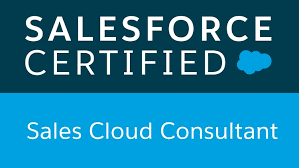 SALESFORCE
CERTIFIED
Sales Cloud Consultant